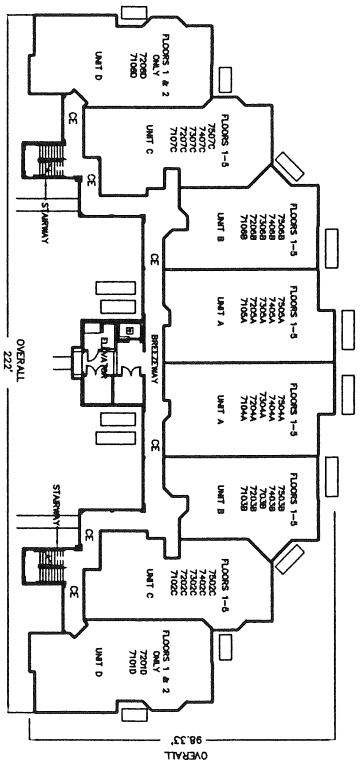 FLOORS 1 & 2
ONLY
7208D
7108D
UNIT D
CE
FLOORS 1-5
7507C
7407C
7307C
7207C
7107C
UNIT C
CE
STAIRWAY
FLOORS 1-5
7506B
7406B
7306B
7206B
7106B
UNIT B
CE
FLOORS 1-5
7505A
7405A
7305A
7205A
7105A
UNIT A
BREEZEWAY
ELEVATOR
FLOORS 1-5
7504A
7404A
7304A
7204A
7104A
UNIT A
CE
FLOORS 1-5
7503B
7403B
703B
7203B
7103B
UNIT B
STAIRWAY
CE
FLOORS 1-5
7502C
7402C
7302C
7202C
7102C
UNIT C
CE
FLOORS 1 & 2
ONLY
7201D
7101D
UNIT D
OVERALL
222'
98.33'
OVERALL